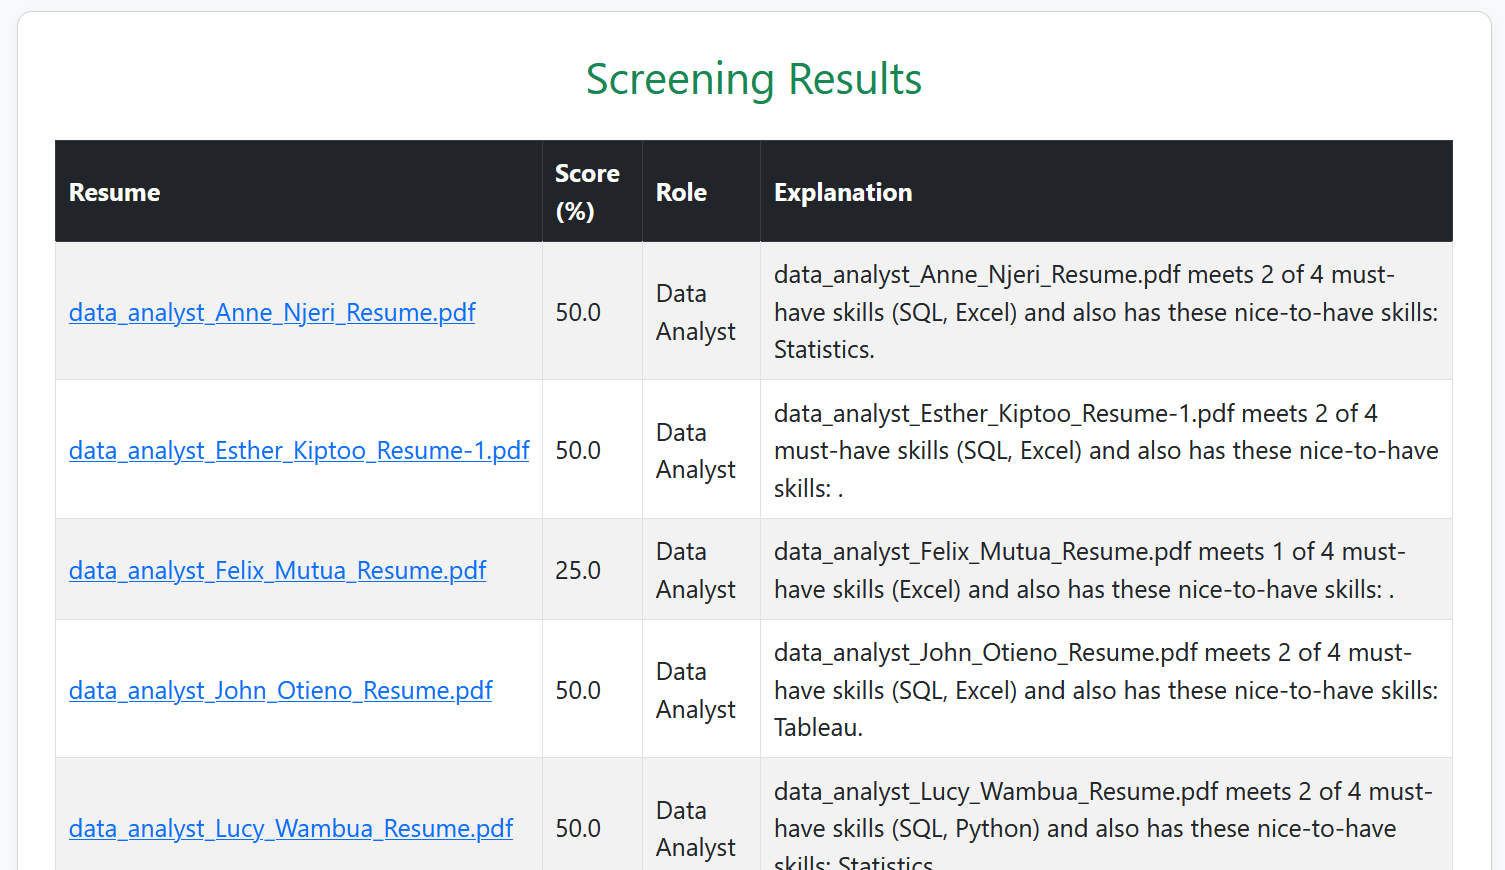 Screening Results
Resume
Score
(%)
Role
Explanation
data_analyst_Anne_Njeri_Resume.pdf
50.0
Data
Analyst
data_analyst_Anne_Njeri_Resume.pdf meets 2 of 4 must-
have skills (SQL, Excel) and also has these nice-to-have skills:
Statistics.
data_analyst_Esther_Kiptoo_Resume-1.pdf
50.0
Data
Analyst
data_analyst_Esther_Kiptoo_Resume-1.pdf meets 2 of 4
must-have skills (SQL, Excel) and also has these nice-to-have
skills: .
data_analyst_Felix_Mutua_Resume.pdf
25.0
Data
Analyst
data_analyst_Felix_Mutua_Resume.pdf meets 1 of 4 must-
have skills (Excel) and also has these nice-to-have skills: .
data_analyst_John_Otieno_Resume.pdf
50.0
Data
Analyst
data_analyst_John_Otieno_Resume.pdf meets 2 of 4 must-
have skills (SQL, Excel) and also has these nice-to-have skills:
Tableau.
data_analyst_Lucy_Wambua_Resume.pdf
50.0
Data
Analyst
data_analyst_Lucy_Wambua_Resume.pdf meets 2 of 4 must-
have skills (SQL, Python) and also has these nice-to-have
skills: Statistics